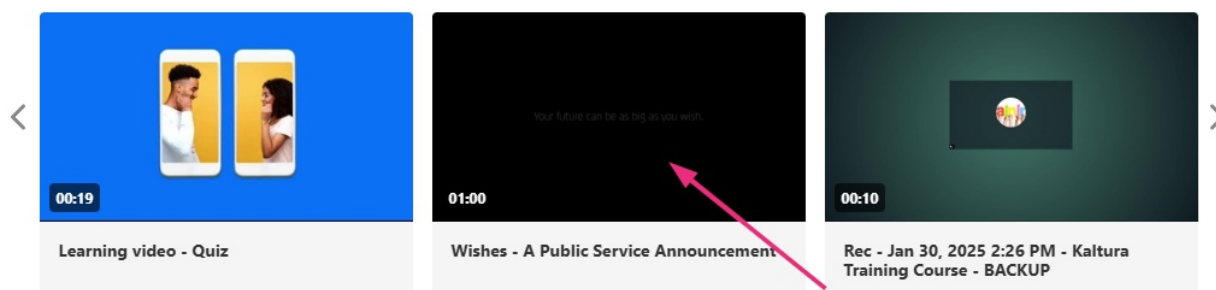 00:19
Learning video - Quiz
Your future can be as big as you wish.
01:00
Wishes - A Public Service Announcement
00:10
Rec - Jan 30, 2025 2:26 PM - Kaltura
Training Course - BACKUP